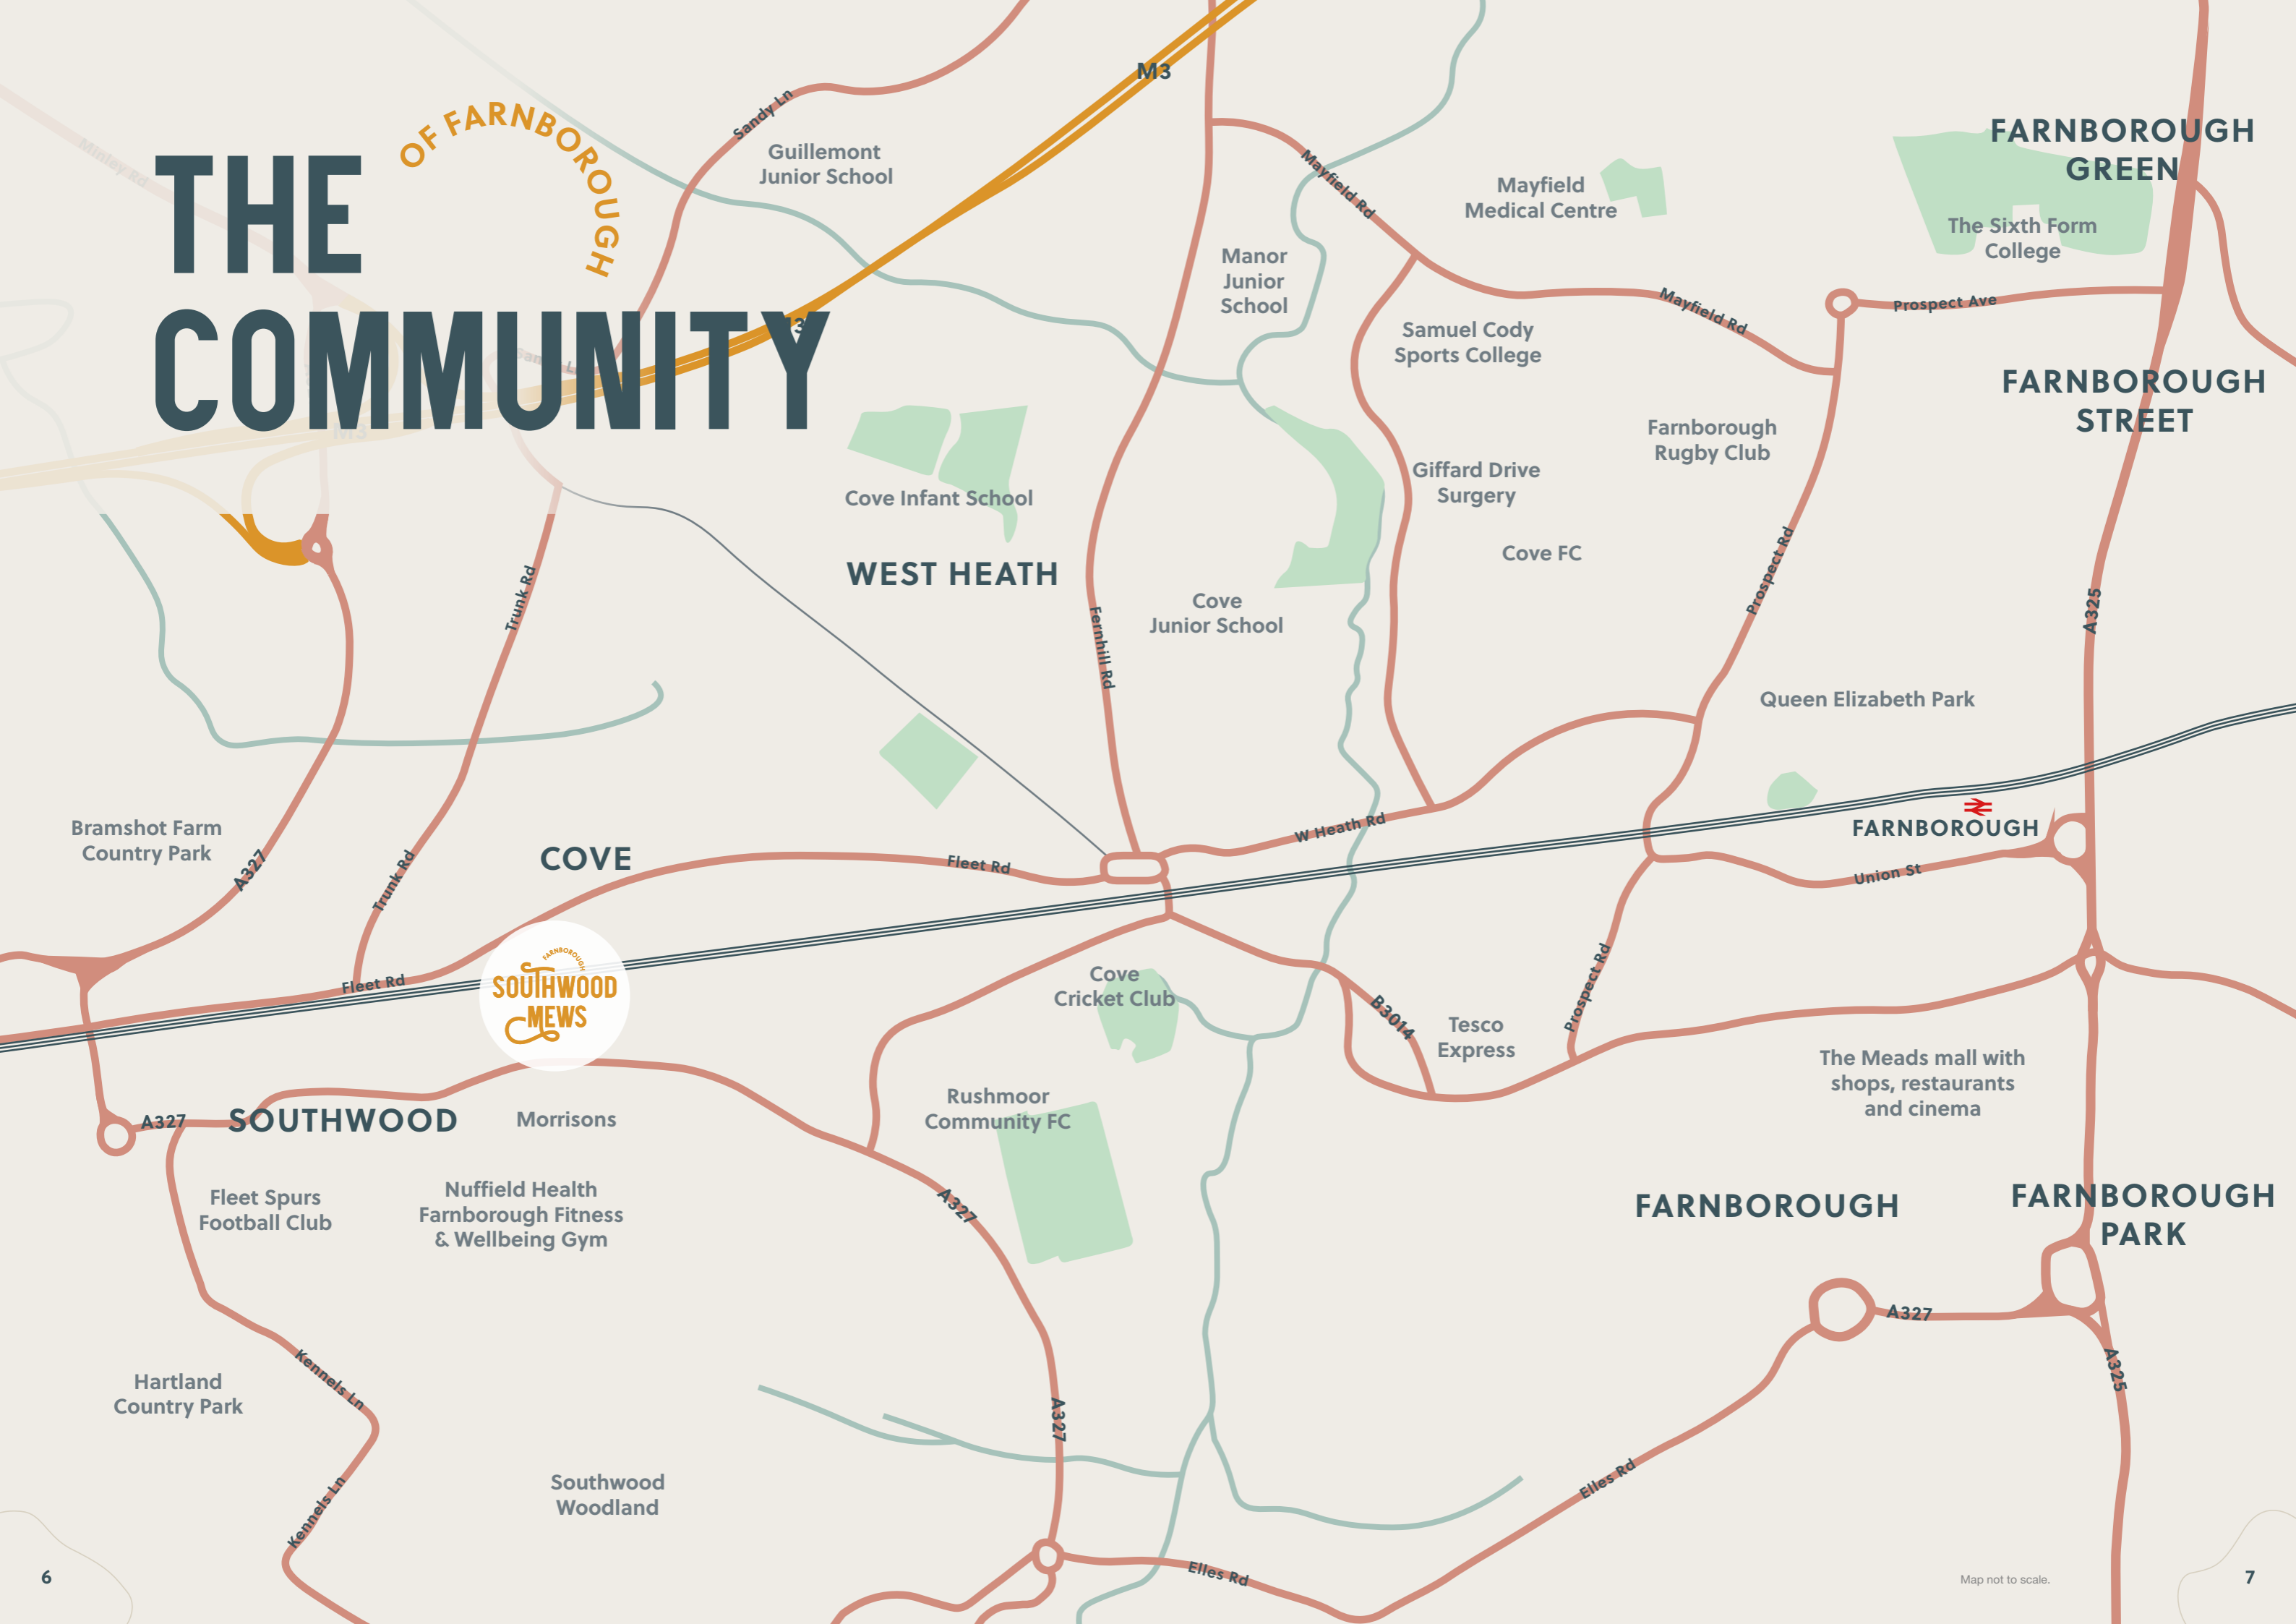 THE
OF FARNBOROUGH
COMMUNITY
Minley Rd
Sandy Ln
M3
Guillemont
Junior School
Mayfield Rd
Mayfield
Medical Centre
FARNBOROUGH
GREEN
The Sixth Form
College
Manor
Junior
School
Mayfield Rd
Prospect Ave
Samuel Cody
Sports College
M3
FARNBOROUGH
STREET
Farnborough
Rugby Club
Giffard Drive
Surgery
Cove Infant School
Cove FC
WEST HEATH
Trunk Rd
Prospect Rd
A325
Cove
Junior School
Fernhill Rd
Queen Elizabeth Park
Bramshot Farm
Country Park
A327
Trunk Rd
COVE
Fleet Rd
W Heath Rd
FARNBOROUGH
Union St
Fleet Rd
FARNBOROUGH
SOUTHWOOD
MEWS
Cove
Cricket Club
B3014
Prospect Rd
Tesco
Express
The Meads mall with
shops, restaurants
and cinema
A327
SOUTHWOOD
Morrisons
Rushmoor
Community FC
Fleet Spurs
Football Club
Nuffield Health
Farnborough Fitness
& Wellbeing Gym
A327
FARNBOROUGH
FARNBOROUGH
PARK
A327
A325
Kennels Ln
Hartland
Country Park
A327
Kennels Ln
Southwood
Woodland
Elles Rd
Elles Rd
6
Map not to scale.
7